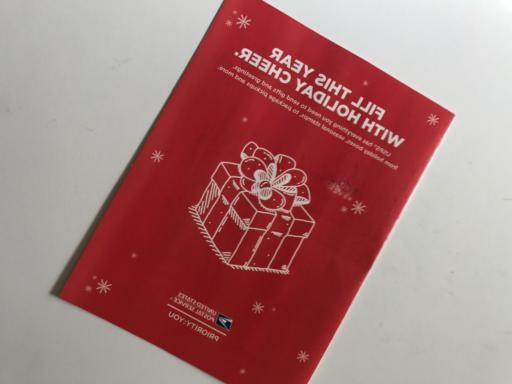 FILL THIS YEAR
WITH HOLIDAY CHEER.
USPS® has everything you need to send gifts and greetings,
from holiday boxes, seasonal stamps, to package pickups and more.
UNITED STATES
POSTAL SERVICE®
PRIORITY:YOU